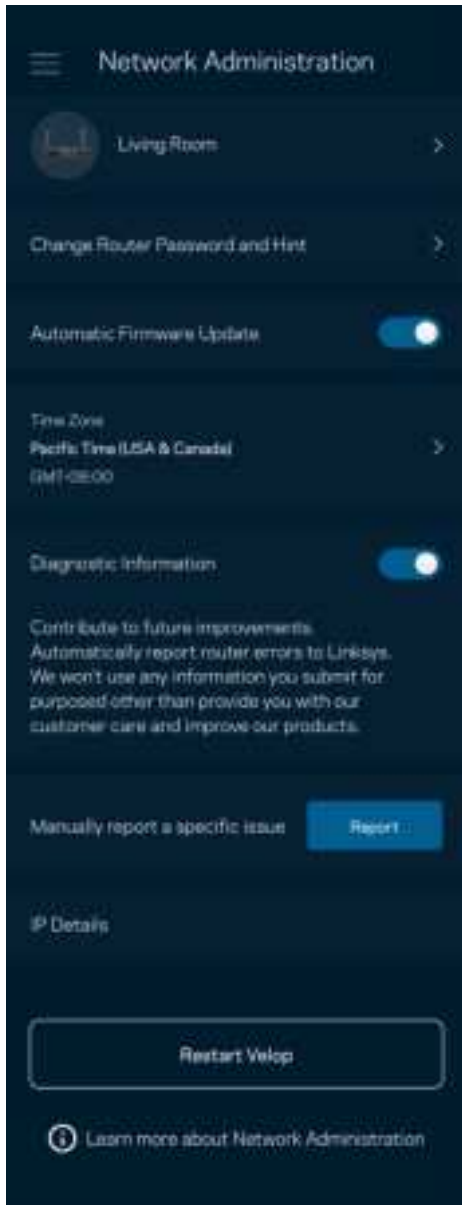 Network Administration
Living Room
Change Router Password and Hint
Automatic Firmware Update
Time Zone
Pacific Time (USA & Canada)
GMT-08:00
Diagnostic Information
Contribute to future improvements.
Automatically report router errors to Linksys.
We won't use any information you submit for
purposed other than provide you with our
customer care and improve our products.
Manually report a specific issue
Report
IP Details
Restart Velop
Learn more about Network Administration